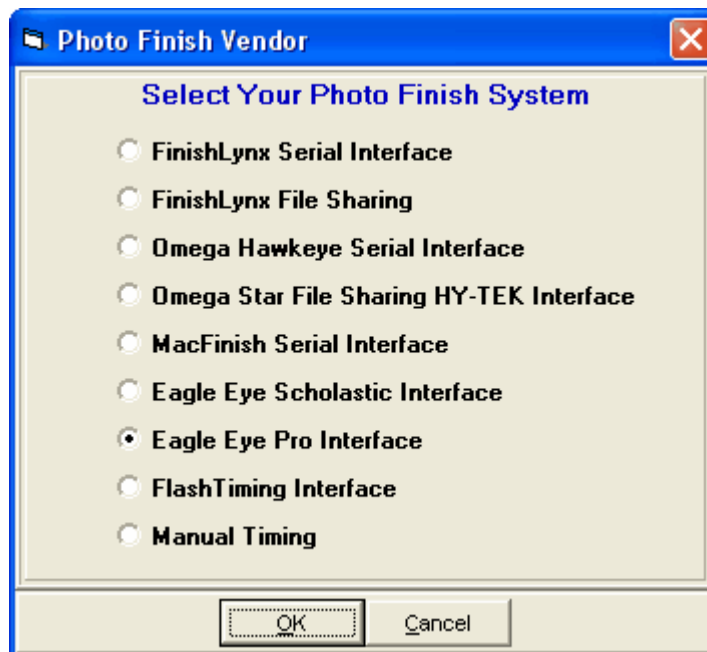 Photo Finish Vendor
Select Your Photo Finish System
FinishLynx Serial Interface
FinishLynx File Sharing
Omega Hawkeye Serial Interface
Omega Star File Sharing HY-TEK Interface
MacFinish Serial Interface
Eagle Eye Scholastic Interface
Eagle Eye Pro Interface
FlashTiming Interface
Manual Timing
OK Cancel